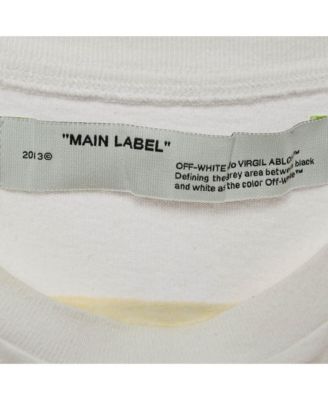 "MAIN LABEL"
2013©
OFF-WHITE c/o VIRGIL ABLOH™
Defining the grey area between black
and white as the color Off-White™